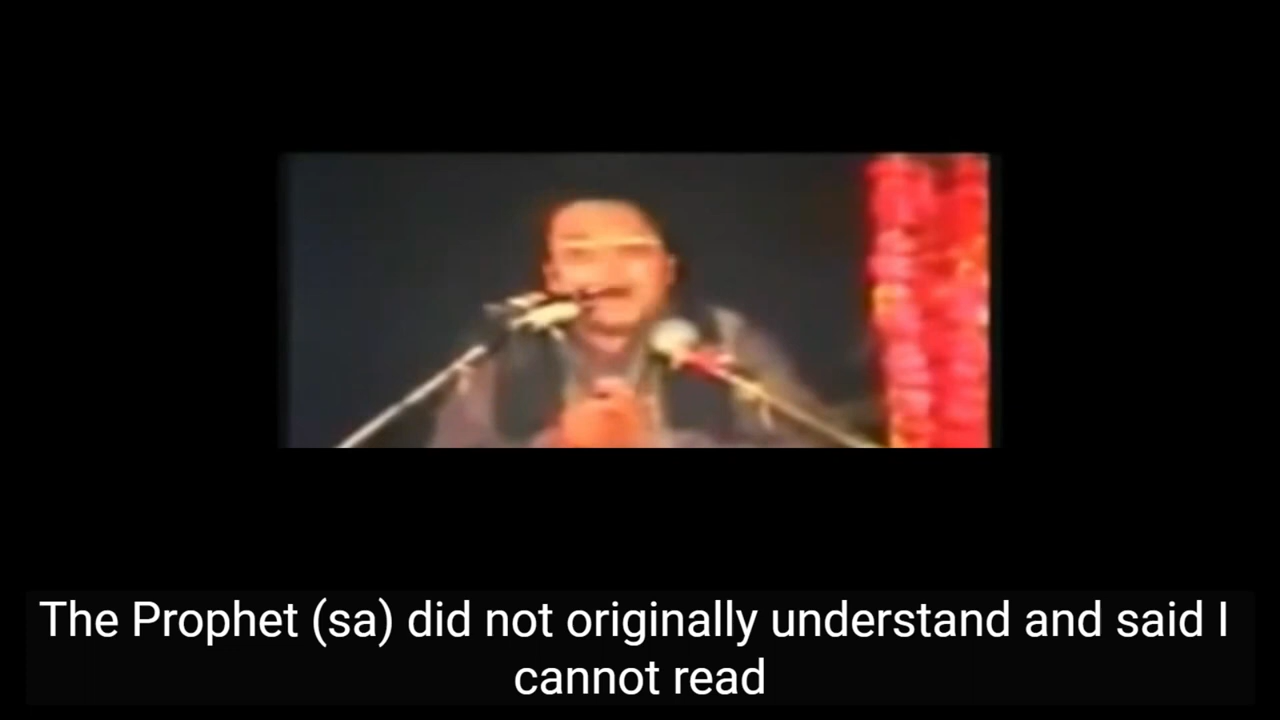 The Prophet (sa) did not originally understand and said I
cannot read